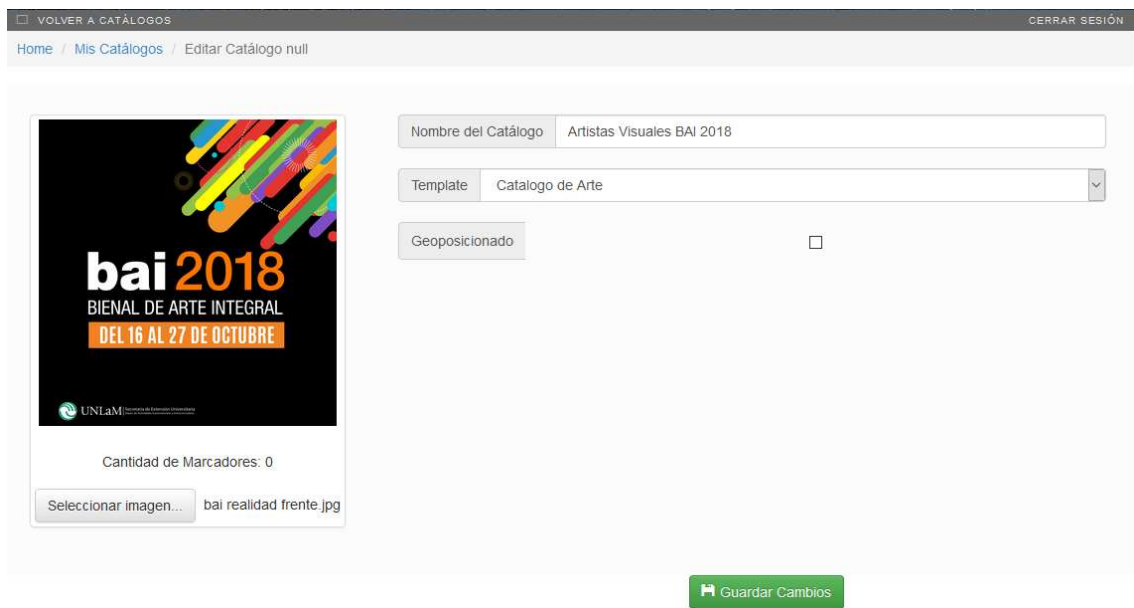 VOLVER A CATÁLOGOS
CERRAR SESIÓN
Home / Mis Catálogos / Editar Catálogo null
bai 2018
BIENAL DE ARTE INTEGRAL
DEL 16 AL 27 DE OCTUBRE
UNLaM
Cantidad de Marcadores: 0
Seleccionar imagen... bai realidad frente.jpg
Nombre del Catálogo Artistas Visuales BAI 2018
Template Catalogo de Arte
Geoposicionado
Guardar Cambios